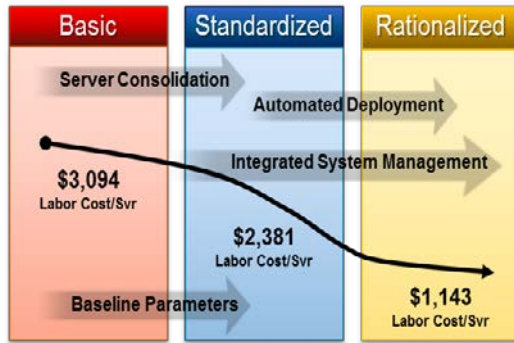 Basic
Standardized
Rationalized
Server Consolidation
Automated Deployment
Integrated System Management
$3,094
Labor Cost/Svr
$2,381
Labor Cost/Svr
Baseline Parameters
$1,143
Labor Cost/Svr